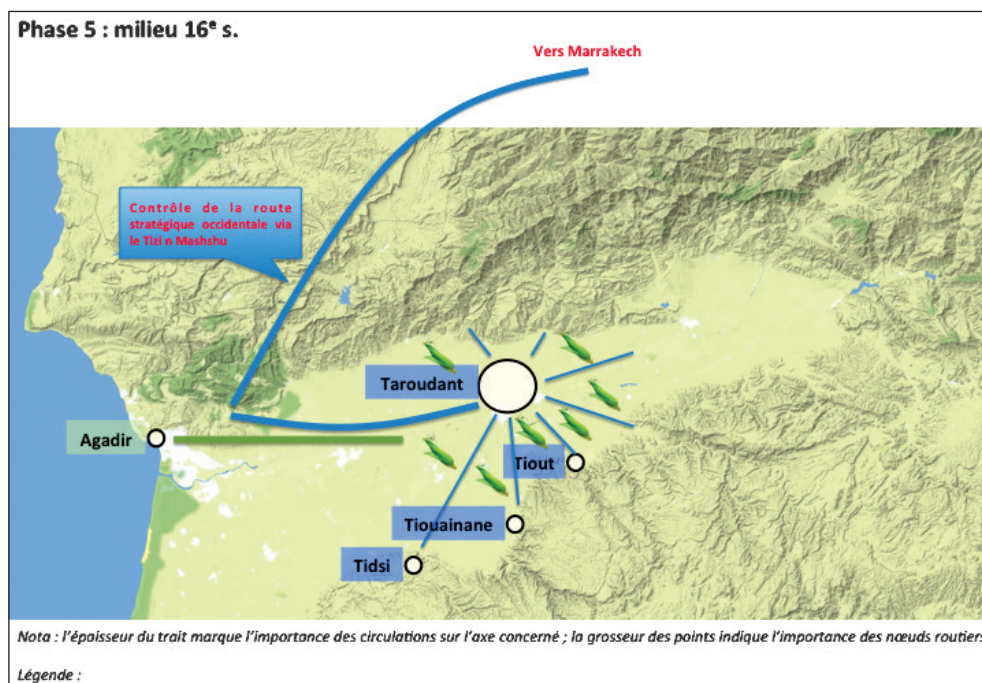 Phase 5 : milieu 16e s.
Vers Marrakech
Contrôle de la route
stratégique occidentale via
le Tizi n Mashshu
Taroudant
Agadir
Tiout
Tiouainane
Tidsi
Nota : l'épaisseur du trait marque l'importance des circulations sur l'axe concerné ; la grosseur des points indique l'importance des nœuds routiers
Légende :